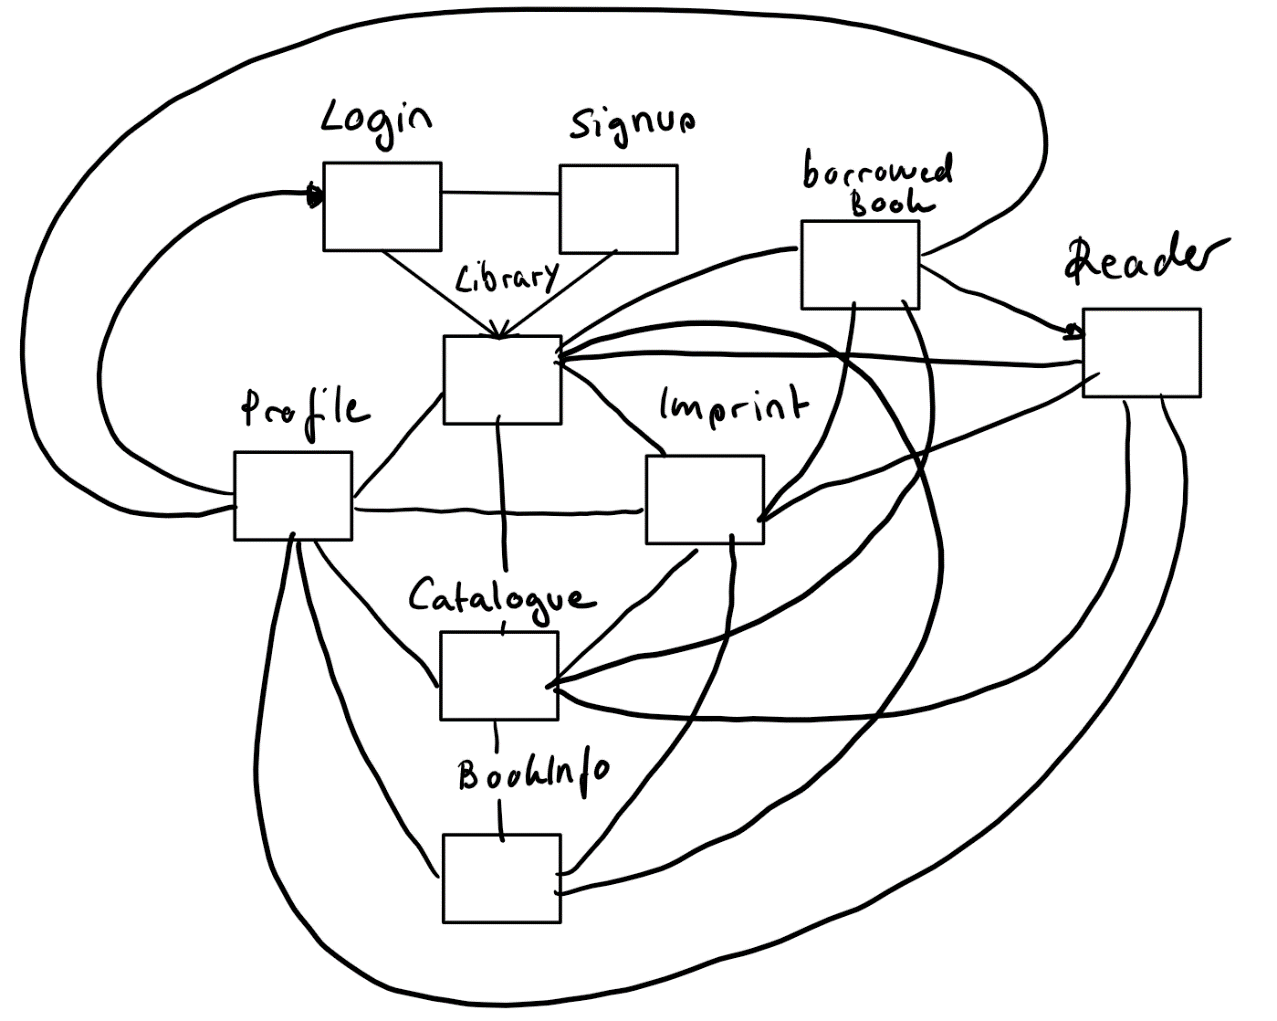 Login
Signup
borrowed
Book
Reader
Library
Profile
Imprint
Catalogue
BookInfo